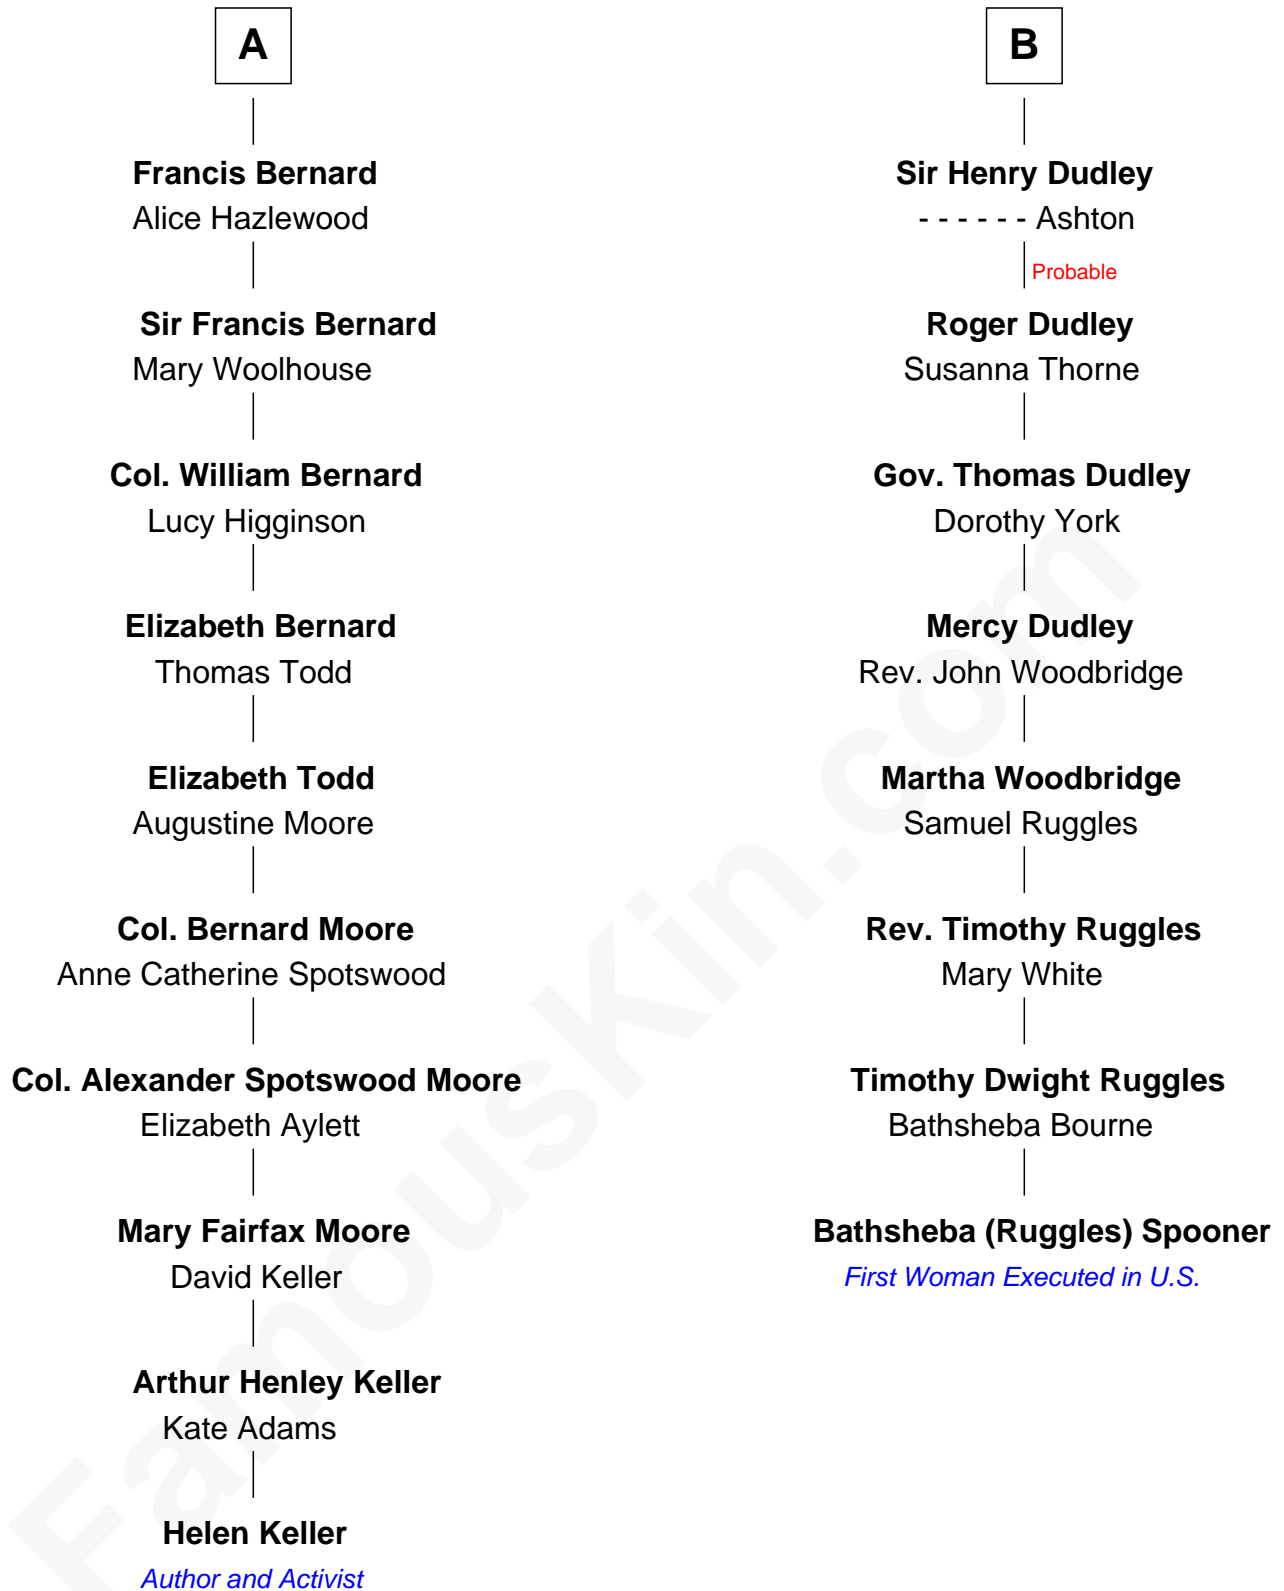 A
Francis Bernard
Alice Hazlewood
Sir Francis Bernard
Mary Woolhouse
Col. William Bernard
Lucy Higginson
Elizabeth Bernard
Thomas Todd
Elizabeth Todd
Augustine Moore
Col. Bernard Moore
Anne Catherine Spotswood
Col. Alexander Spotswood Moore
Elizabeth Aylett
Mary Fairfax Moore
David Keller
Arthur Henley Keller
Kate Adams
Helen Keller
Author and Activist
B
Sir Henry Dudley
- - - - - - Ashton
Probable
Roger Dudley
Susanna Thorne
Gov. Thomas Dudley
Dorothy York
Mercy Dudley
Rev. John Woodbridge
Martha Woodbridge
Samuel Ruggles
Rev. Timothy Ruggles
Mary White
Timothy Dwight Ruggles
Bathsheba Bourne
Bathsheba (Ruggles) Spooner
First Woman Executed in U.S.
FamousKin.com